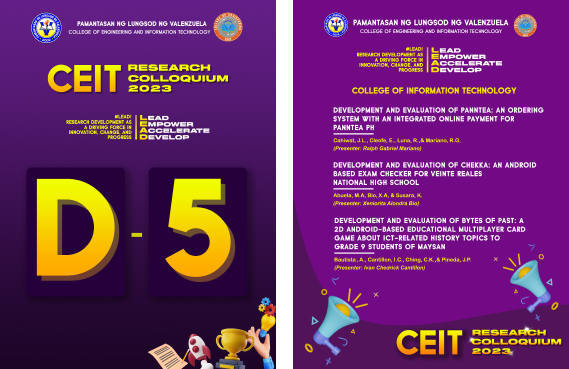 PAMANTASAN NG LUNGSOD NG VALENZUELA
COLLEGE OF ENGINEERING AND INFORMATION TECHNOLOGY
CEIT RESEARCH
COLLOQUIUM
2023
#LEAD!
RESEARCH DEVELOPMENT AS
A DRIVING FORCE IN
INNOVATION, CHANGE, AND
PROGRESS
LEAD
EMPOWER
ACCELERATE
DEVELOP
D-5
PAMANTASAN NG LUNGSOD NG VALENZUELA
COLLEGE OF ENGINEERING AND INFORMATION TECHNOLOGY
#LEAD!
RESEARCH DEVELOPMENT AS
A DRIVING FORCE IN
INNOVATION, CHANGE, AND
PROGRESS
LEAD
EMPOWER
ACCELERATE
DEVELOP
COLLEGE OF INFORMATION TECHNOLOGY
DEVELOPMENT AND EVALUATION OF PANNTEA: AN ORDERING
SYSTEM WITH AN INTEGRATED ONLINE PAYMENT FOR
PANNTEA PH
Cahiwat, J.L., Cleofe, E., Luna, R.,& Mariano, R.G.
(Presenter: Ralph Gabriel Mariano)
DEVELOPMENT AND EVALUATION OF CHEKKA: AN ANDROID
BASED EXAM CHECKER FOR VEINTE REALES
NATIONAL HIGH SCHOOL
Abuela, M.A, Bio, X.A, & Susara, K.
(Presenter: Xeniorita Alondra Bio)
DEVELOPMENT AND EVALUATION OF BYTES OF PAST: A
2D ANDROID-BASED EDUCATIONAL MULTIPLAYER CARD
GAME ABOUT ICT-RELATED HISTORY TOPICS TO
GRADE 9 STUDENTS OF MAYSAN
Bautista ,A., Cantillon, I.C., Ching, C.K.,& Pineda, J.P.
(Presenter: Ivan Chedrick Cantillon)
CEIT RESEARCH
COLLOQUIUM
2023